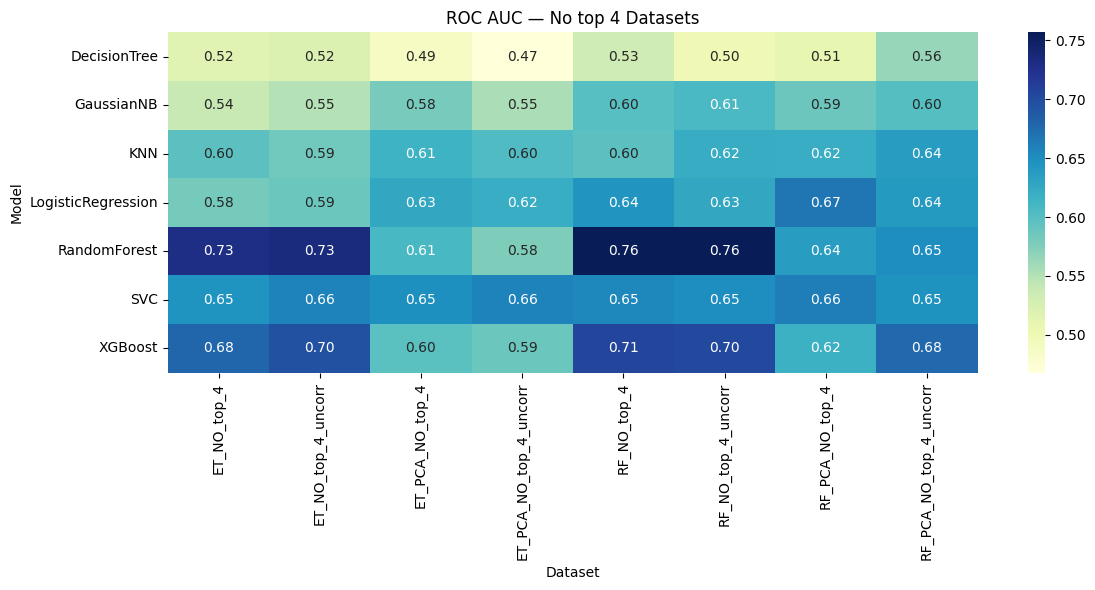 ROC AUC — No top 4 Datasets
Model
DecisionTree 0.52 0.52 0.49 0.47 0.53 0.50 0.51 0.56
GaussianNB 0.54 0.55 0.58 0.55 0.60 0.61 0.59 0.60
KNN 0.60 0.59 0.61 0.60 0.60 0.62 0.62 0.64
LogisticRegression 0.58 0.59 0.63 0.62 0.64 0.63 0.67 0.64
RandomForest 0.73 0.73 0.61 0.58 0.76 0.76 0.64 0.65
SVC 0.65 0.66 0.65 0.66 0.65 0.65 0.66 0.65
XGBoost 0.68 0.70 0.60 0.59 0.71 0.70 0.62 0.68
ET_NO_top_4
ET_NO_top_4_uncorr
ET_PCA_NO_top_4
ET_PCA_NO_top_4_uncorr
RF_NO_top_4
RF_NO_top_4_uncorr
RF_PCA_NO_top_4
RF_PCA_NO_top_4_uncorr
Dataset
0.75
0.70
0.65
0.60
0.55
0.50